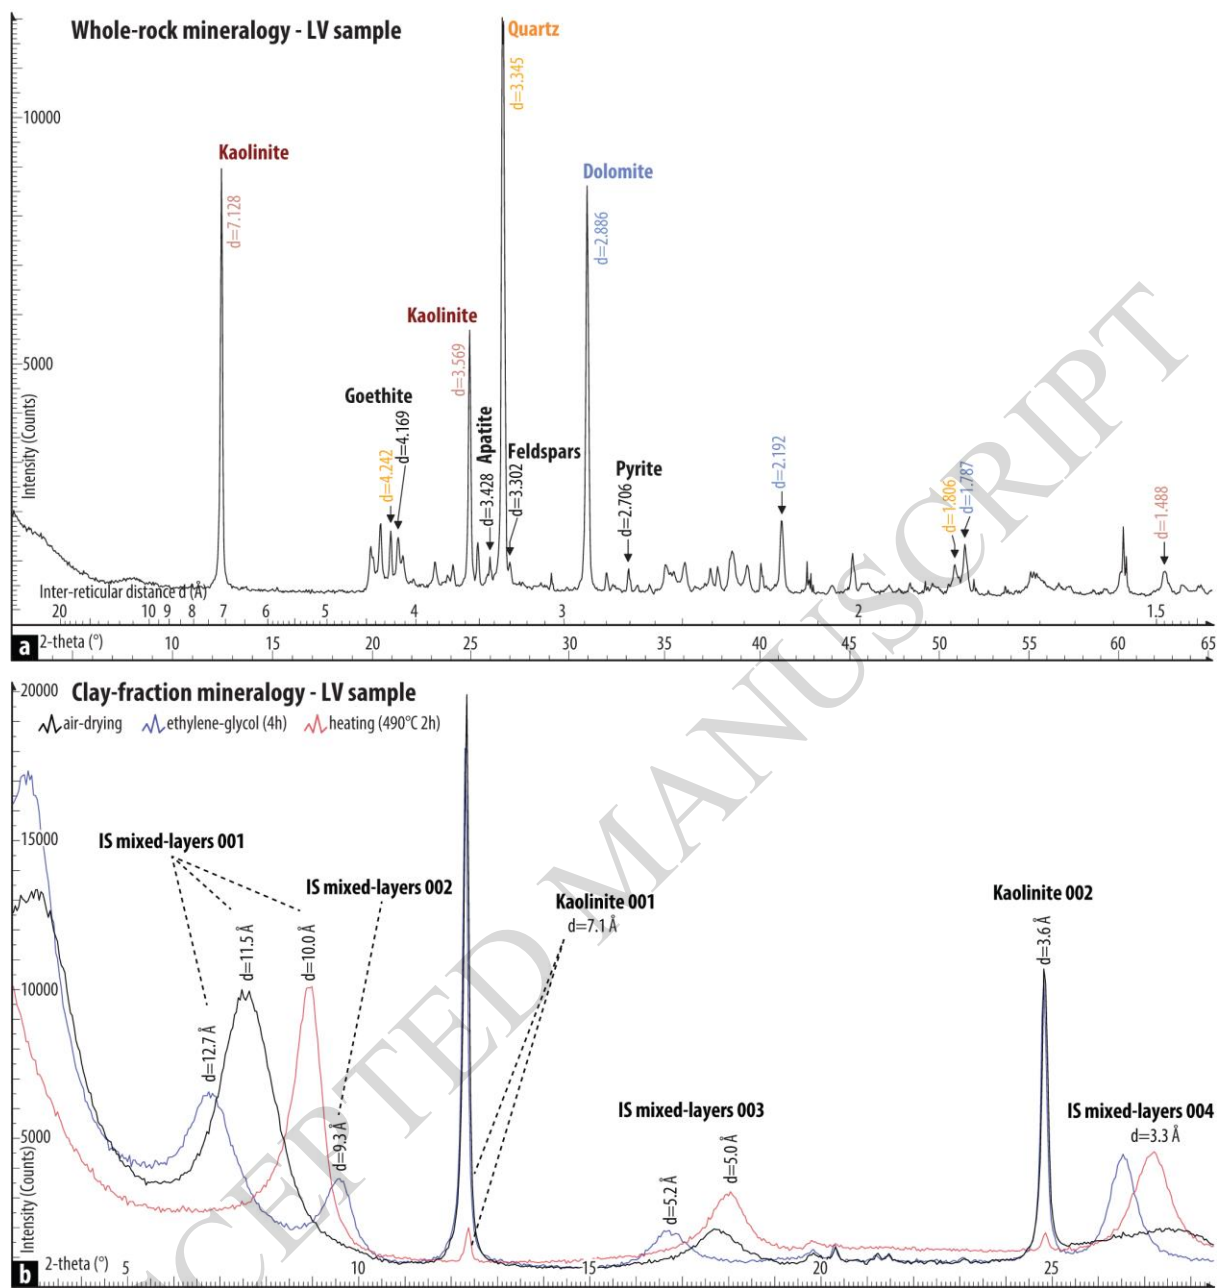 Whole-rock mineralogy - LV sample
Quartz
d=3.345
10000
Kaolinite
d=7.128
Dolomite
d=2.886
Kaolinite
d=3.569
5000
Intensity (Counts)
Goethite
d=4.242
d=4.169
Apatite
d=3.428
Feldspars
d=3.302
Pyrite
d=2.706
d=2.192
d=1.806
d=1.787
d=1.488
Inter-reticular distance d (Å)
20 10 9 8 7 6 5 4 3 2 1.5
a 2-theta (°) 10 15 20 25 30 35 40 45 50 55 60 65
20000
Clay-fraction mineralogy - LV sample
air-drying ethylene-glycol (4h) heating (490°C 2h)
15000
IS mixed-layers 001
IS mixed-layers 002
Kaolinite 001
d=7.1 Å
Kaolinite 002
d=3.6 Å
d=11.5 Å
d=10.0 Å
10000
d=12.7 Å
d=9.3 Å
IS mixed-layers 003
d=5.2 Å
d=5.0 Å
IS mixed-layers 004
d=3.3 Å
5000
Intensity (Counts)
b 2-theta (°) 5 10 15 20 25
ACCEPTED MANUSCRIPT